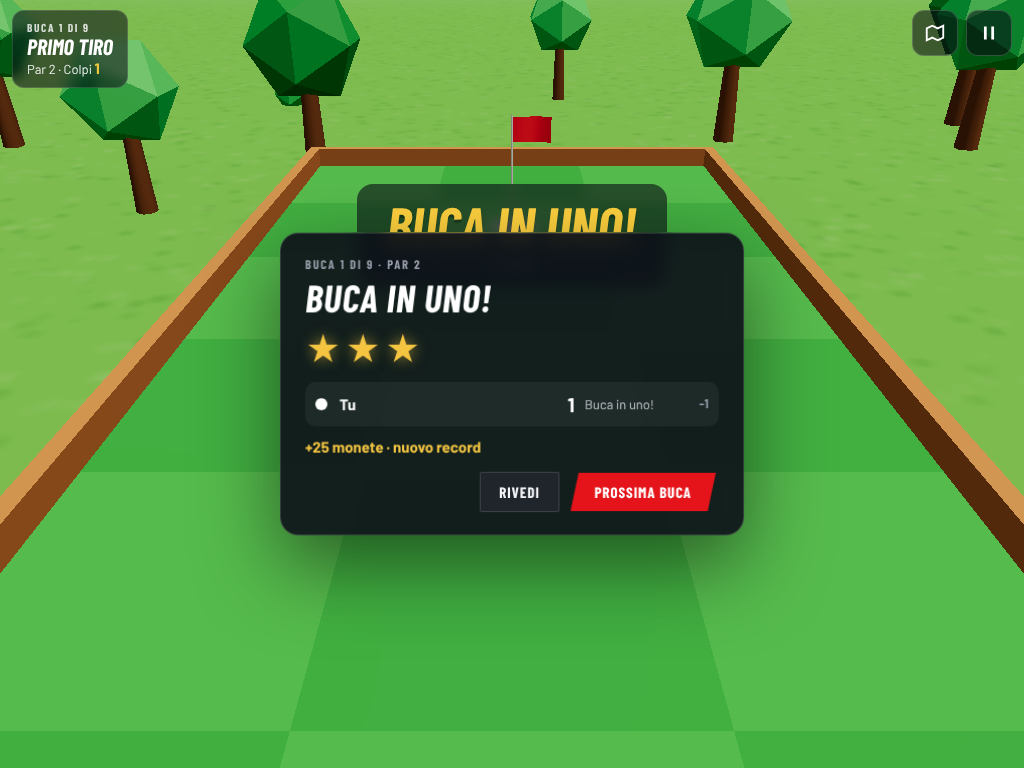 BUCA 1 DI 9
PRIMO TIRO
Par 2 · Colpi 1
BUCA IN UNO!
BUCA 1 DI 9 · PAR 2
BUCA IN UNO!
Tu 1 Buca in uno! -1
+25 monete · nuovo record
RIVEDI PROSSIMA BUCA